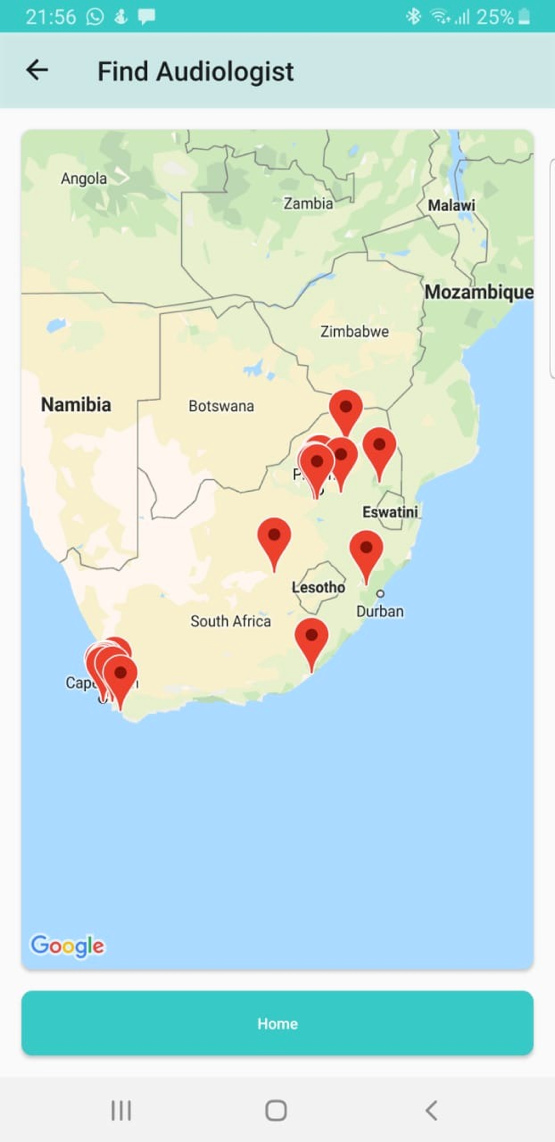 21:56 25%
Find Audiologist
Angola
Zambia
Malawi
Mozambique
Zimbabwe
Namibia
Botswana
Eswatini
Lesotho
Durban
South Africa
Google
Home